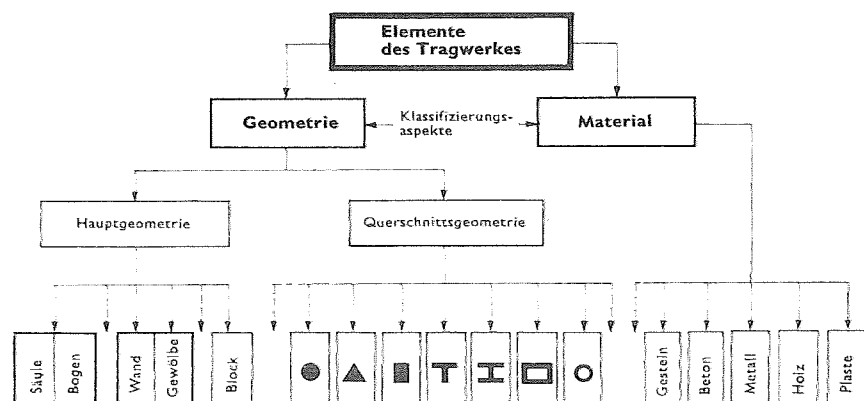 Elemente
des Tragwerkes
Geometrie
Klassifizierungs-
aspekte
Material
Hauptgeometrie
Querschnittsgeometrie
Säule
Bogen
Wand
Gewölbe
Block
Gestein
Beton
Metall
Holz
Plaste